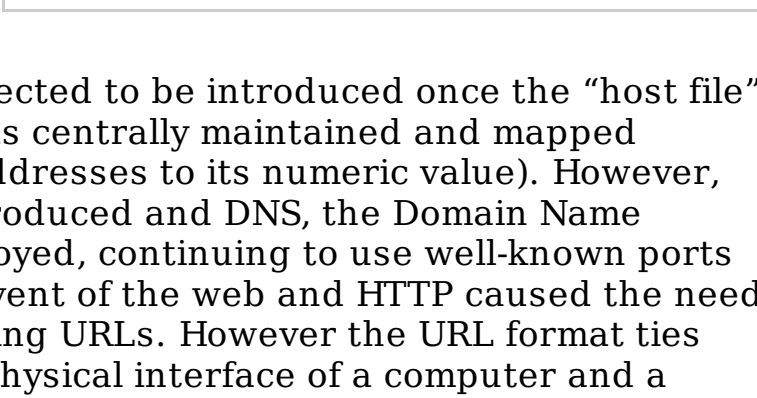 ected to be introduced once the “host file”
s centrally maintained and mapped
ddresses to its numeric value). However,
roduced and DNS, the Domain Name
oyed, continuing to use well-known ports
vent of the web and HTTP caused the need
ing URLs. However the URL format ties
hysical interface of a computer and a